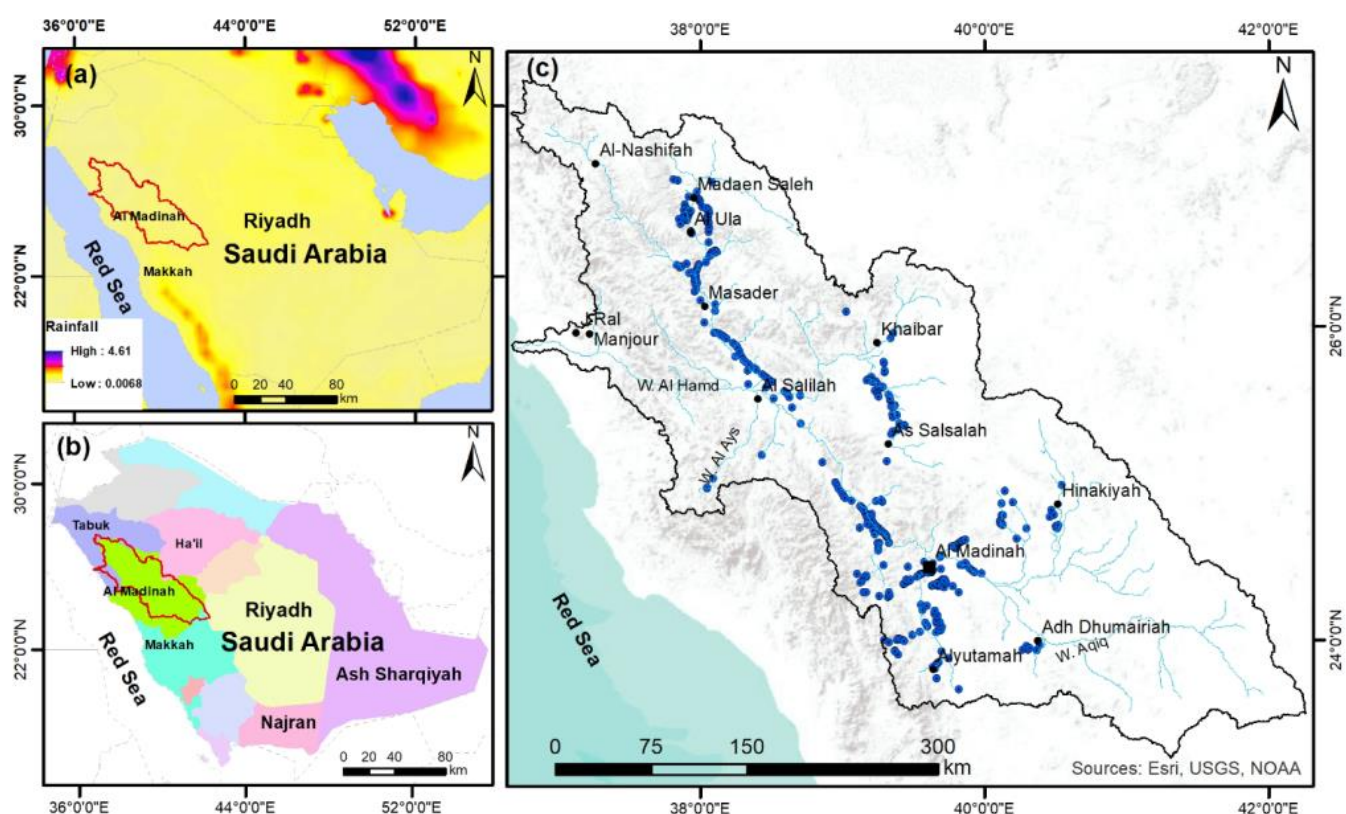 36°0'0"E 44°0'0"E 52°0'0"E
(a)
N
30°0'0"N
22°0'0"N
Al Madinah
Riyadh
Saudi Arabia
Makkah
Red Sea
Rainfall
High : 4.61
Low : 0.0068
0 20 40 80
km
(b)
N
30°0'0"N
22°0'0"N
Tabuk
Ha'il
Al Madinah
Riyadh
Saudi Arabia
Makkah
Red Sea
Ash Sharqiyah
Najran
0 20 40 80
km
36°0'0"E 44°0'0"E 52°0'0"E
38°0'0"E 40°0'0"E 42°0'0"E
(c)
N
Al-Nashifah
Madaen Saleh
Al Ula
Masader
Ral
Manjour
Khaibar
26°0'0"N
W. Al Hamd
Al Salilah
W. Al Ays
As Salsalah
Hinakiyah
Al Madinah
Adh Dhumairiah
W. Aqiq
24°0'0"N
Alyutamah
Red Sea
0 75 150 300
km
Sources: Esri, USGS, NOAA
38°0'0"E 40°0'0"E 42°0'0"E